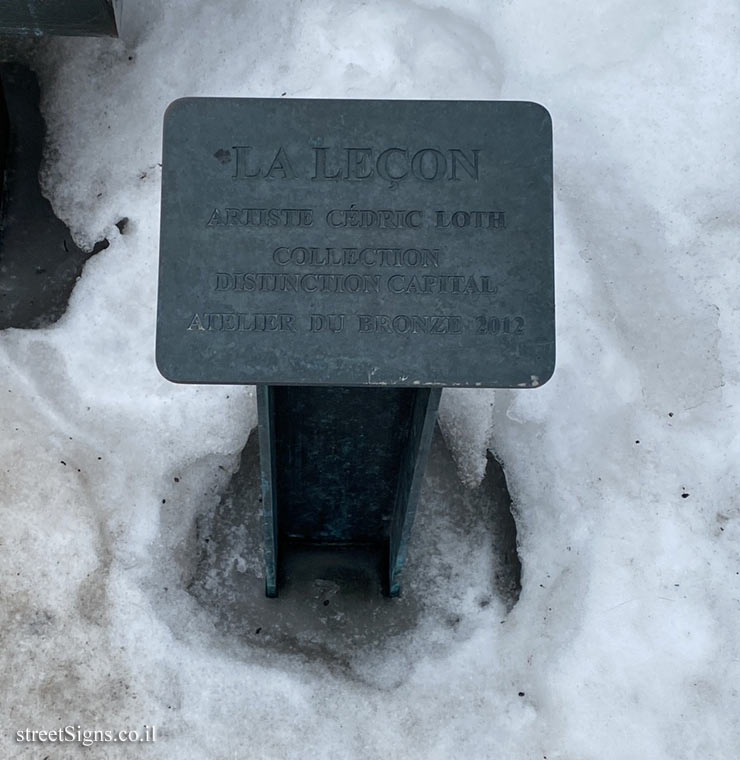 LA LEÇON
ARTISTE CÉDRIC LOTH
COLLECTION
DISTINCTION CAPITAL
ATELIER DU BRONZE 2012
streetSigns.co.il